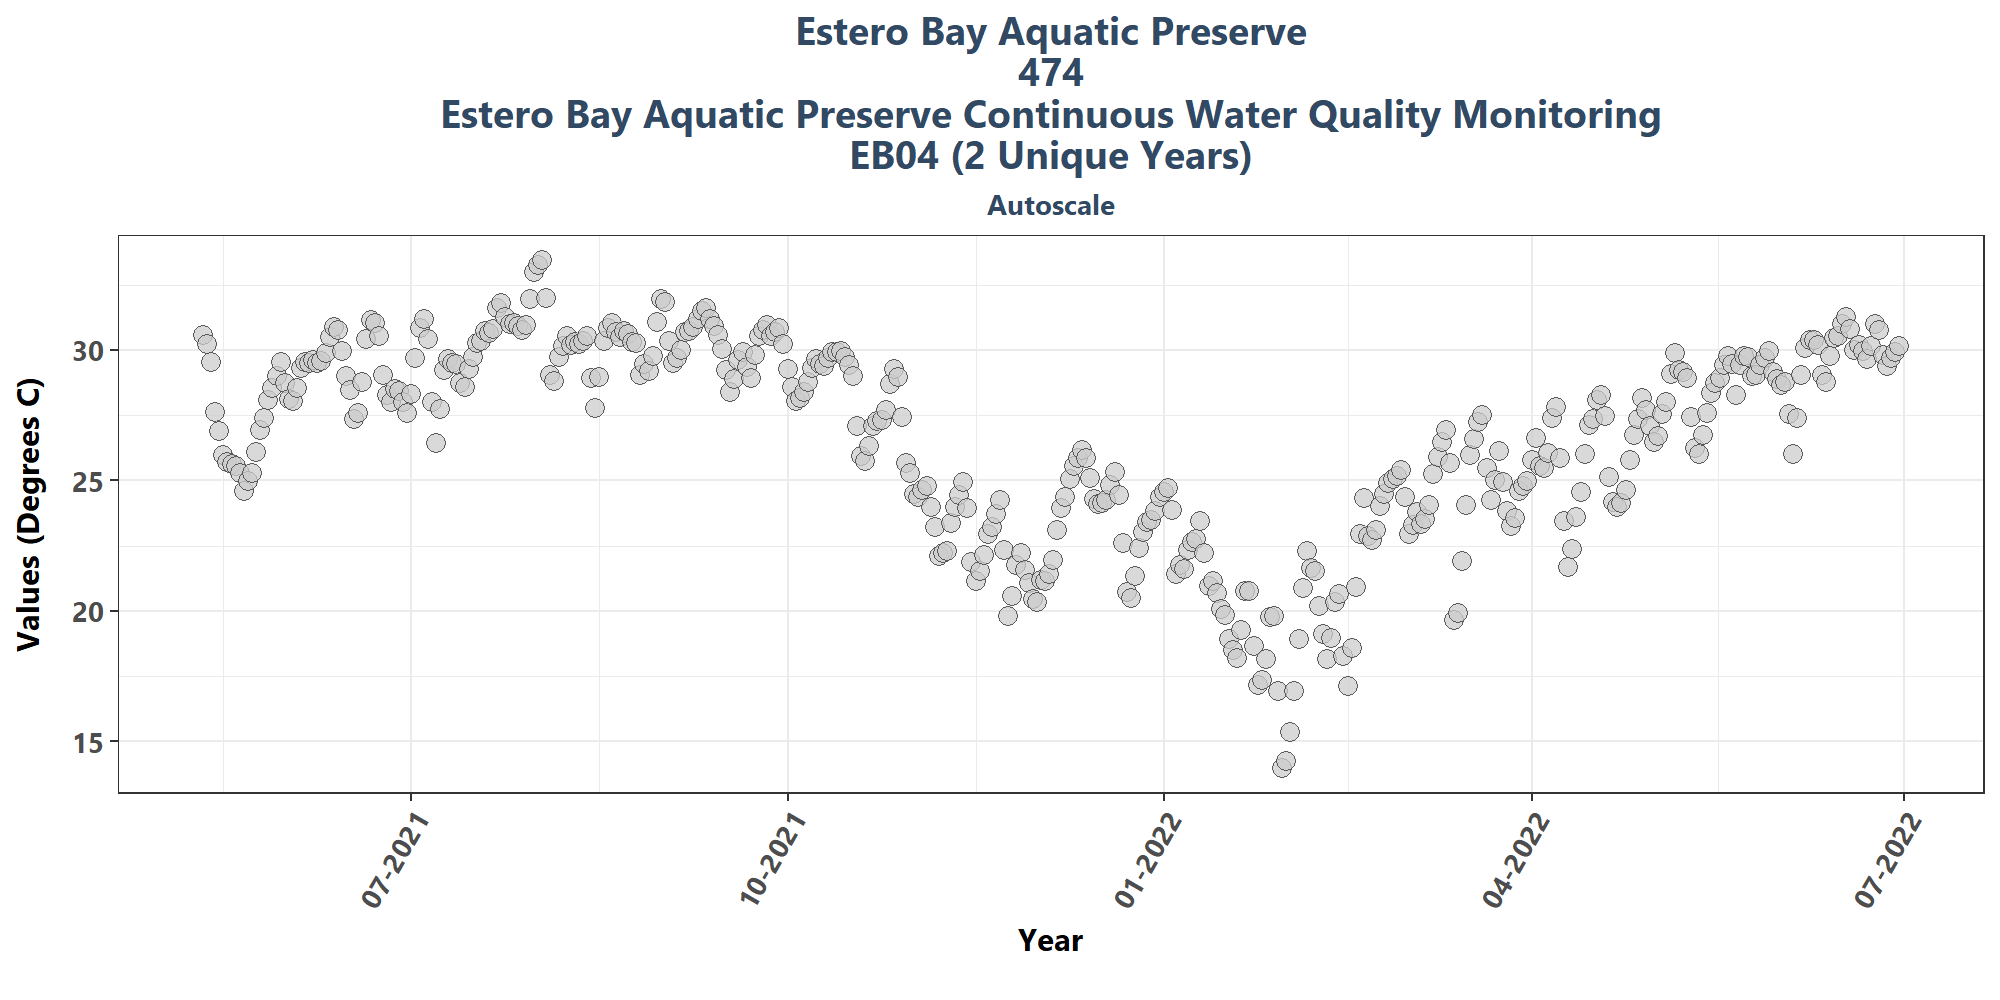 Estero Bay Aquatic Preserve
474
Estero Bay Aquatic Preserve Continuous Water Quality Monitoring
EB04 (2 Unique Years)
Autoscale
Values (Degrees C)
30
25
20
15
07-2021
10-2021
01-2022
04-2022
07-2022
Year